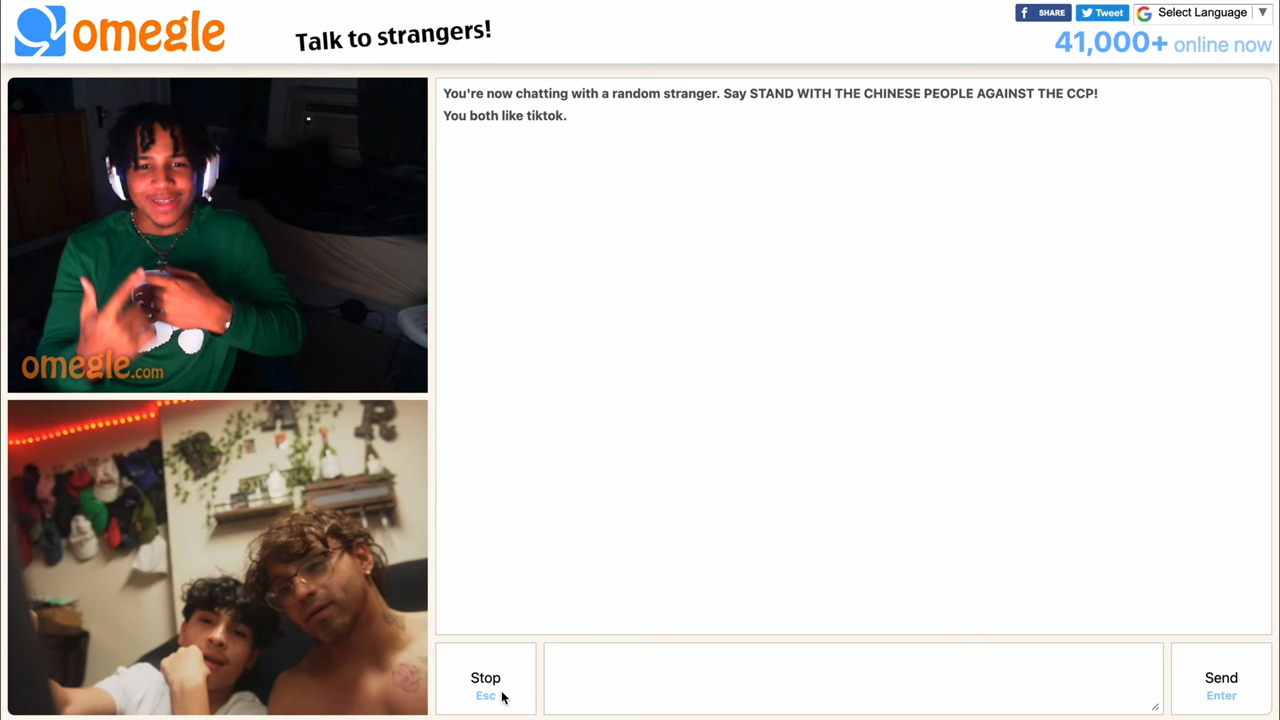 omegle
Talk to strangers!
SHARE
Tweet
Select Language
41,000+ online now
You're now chatting with a random stranger. Say STAND WITH THE CHINESE PEOPLE AGAINST THE CCP!
You both like tiktok.
omegle.com
A R
Stop
Esc
Send
Enter